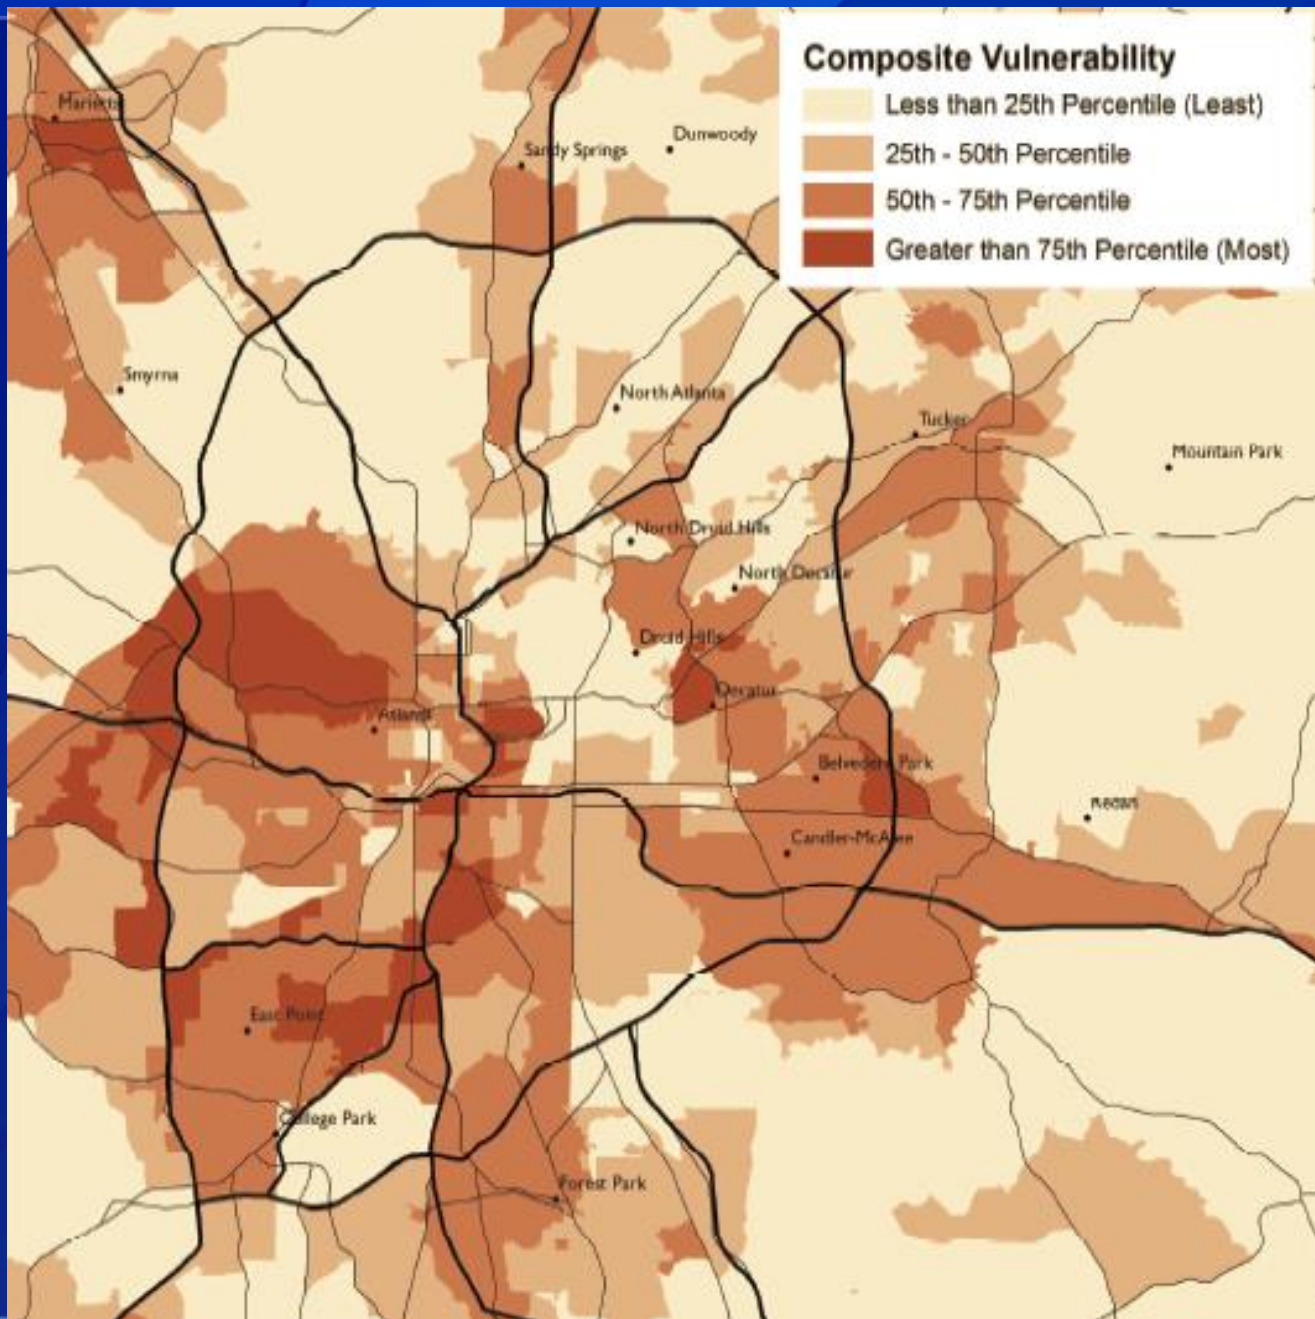 Composite Vulnerability
Less than 25th Percentile (Least)
25th - 50th Percentile
50th - 75th Percentile
Greater than 75th Percentile (Most)
Marietta
Sandy Springs
Dunwoody
Smyrna
North Atlanta
Tucker
Mountain Park
North Druid Hills
North Decatur
Druid Hills
Decatur
Atlanta
Belvedere Park
Redan
Candler-McAfee
East Point
College Park
Forest Park